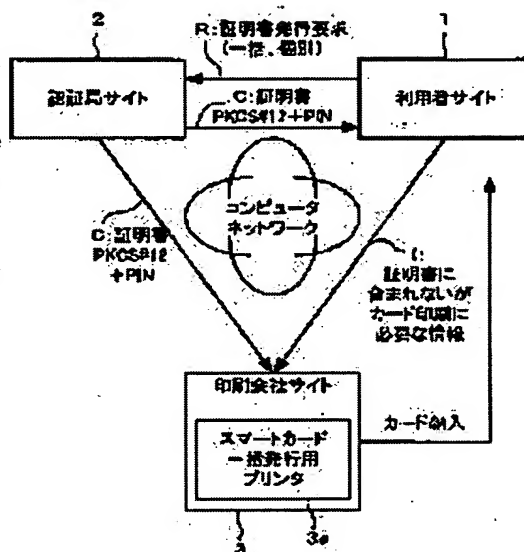 2
R:証明書発行要求
(一括、個別)
1
認証局サイト
利用者サイト
C:証明書
PKCS#12+PIN
コンピュータ
ネットワーク
C:証明書
PKCS#12
+PIN
I:
証明書に
含まれないが
カード印刷に
必要な情報
印刷会社サイト
スマートカード
一括発行用
プリンタ
カード納入
3a
3